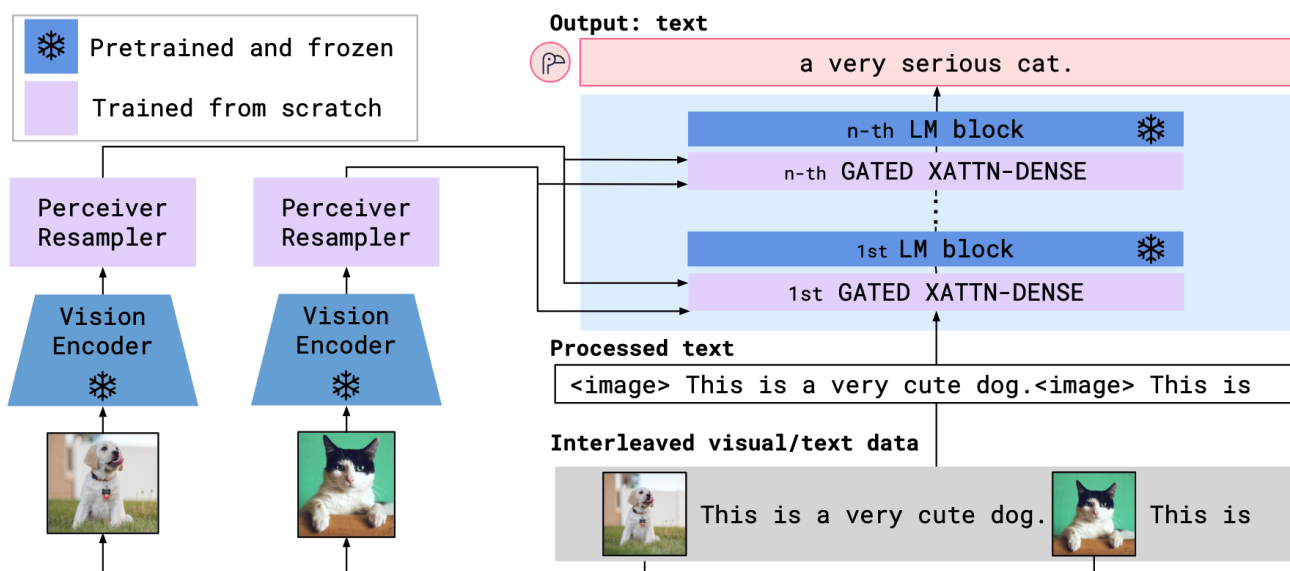 Pretrained and frozen
Trained from scratch
Perceiver
Resampler
Perceiver
Resampler
Vision
Encoder
Vision
Encoder
Output: text
a very serious cat.
n-th LM block
n-th GATED XATTN-DENSE
1st LM block
1st GATED XATTN-DENSE
Processed text
<image> This is a very cute dog.<image> This is
Interleaved visual/text data
This is a very cute dog.
This is